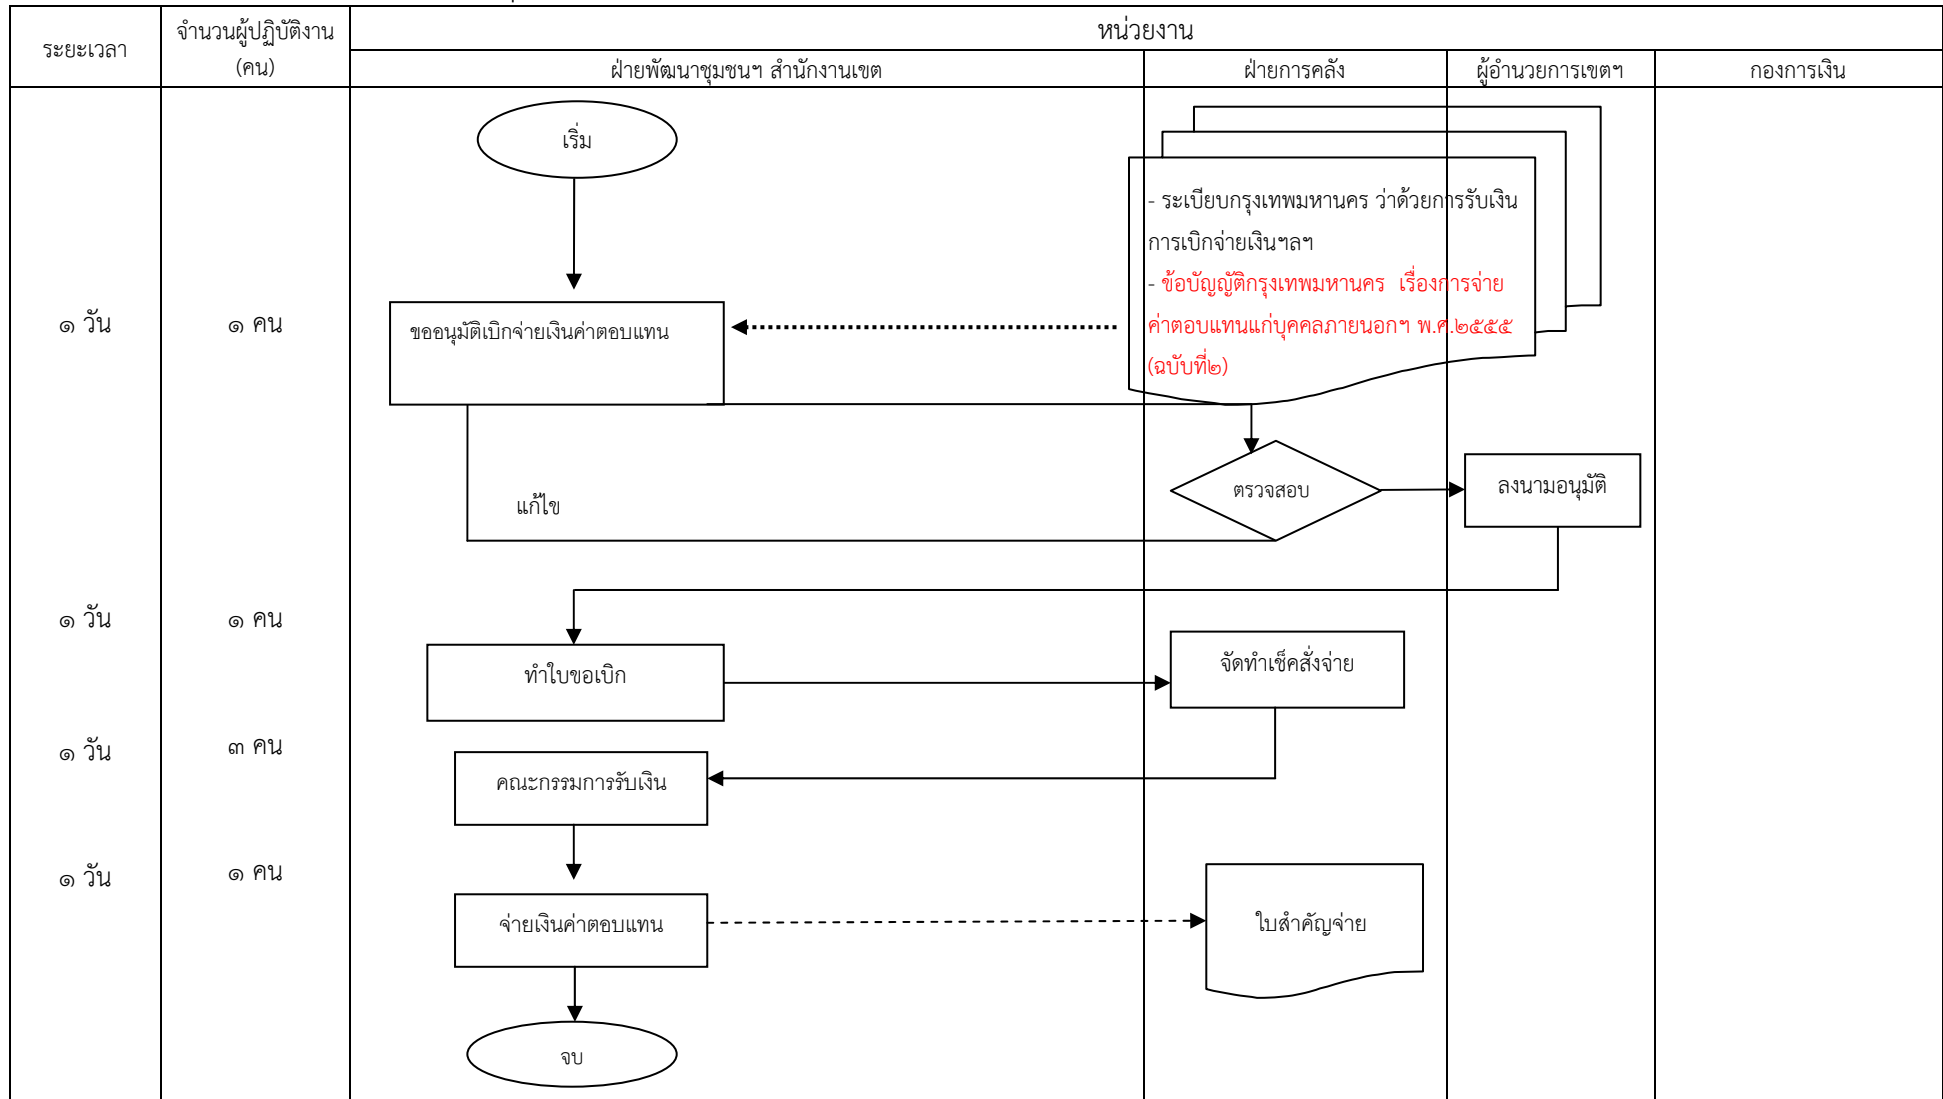 ระยะเวลา
จำนวนผู้ปฏิบัติงาน
(คน)
หน่วยงาน
ฝ่ายพัฒนาชุมชนฯ สำนักงานเขต
ฝ่ายการคลัง
ผู้อำนวยการเขตฯ
กองการเงิน
เริ่ม
- ระเบียบกรุงเทพมหานคร ว่าด้วยการรับเงิน
การเบิกจ่ายเงินฯลฯ
- ข้อบัญญัติกรุงเทพมหานคร เรื่องการจ่าย
ค่าตอบแทนแก่บุคคลภายนอกฯ พ.ศ.๒๕๕๕
(ฉบับที่๒)
๑ วัน
๑ คน
ขออนุมัติเบิกจ่ายเงินค่าตอบแทน
แก้ไข
ตรวจสอบ
ลงนามอนุมัติ
๑ วัน
๑ คน
ทำใบขอเบิก
จัดทำเช็คสั่งจ่าย
๑ วัน
๓ คน
คณะกรรมการรับเงิน
๑ วัน
๑ คน
จ่ายเงินค่าตอบแทน
ใบสำคัญจ่าย
จบ